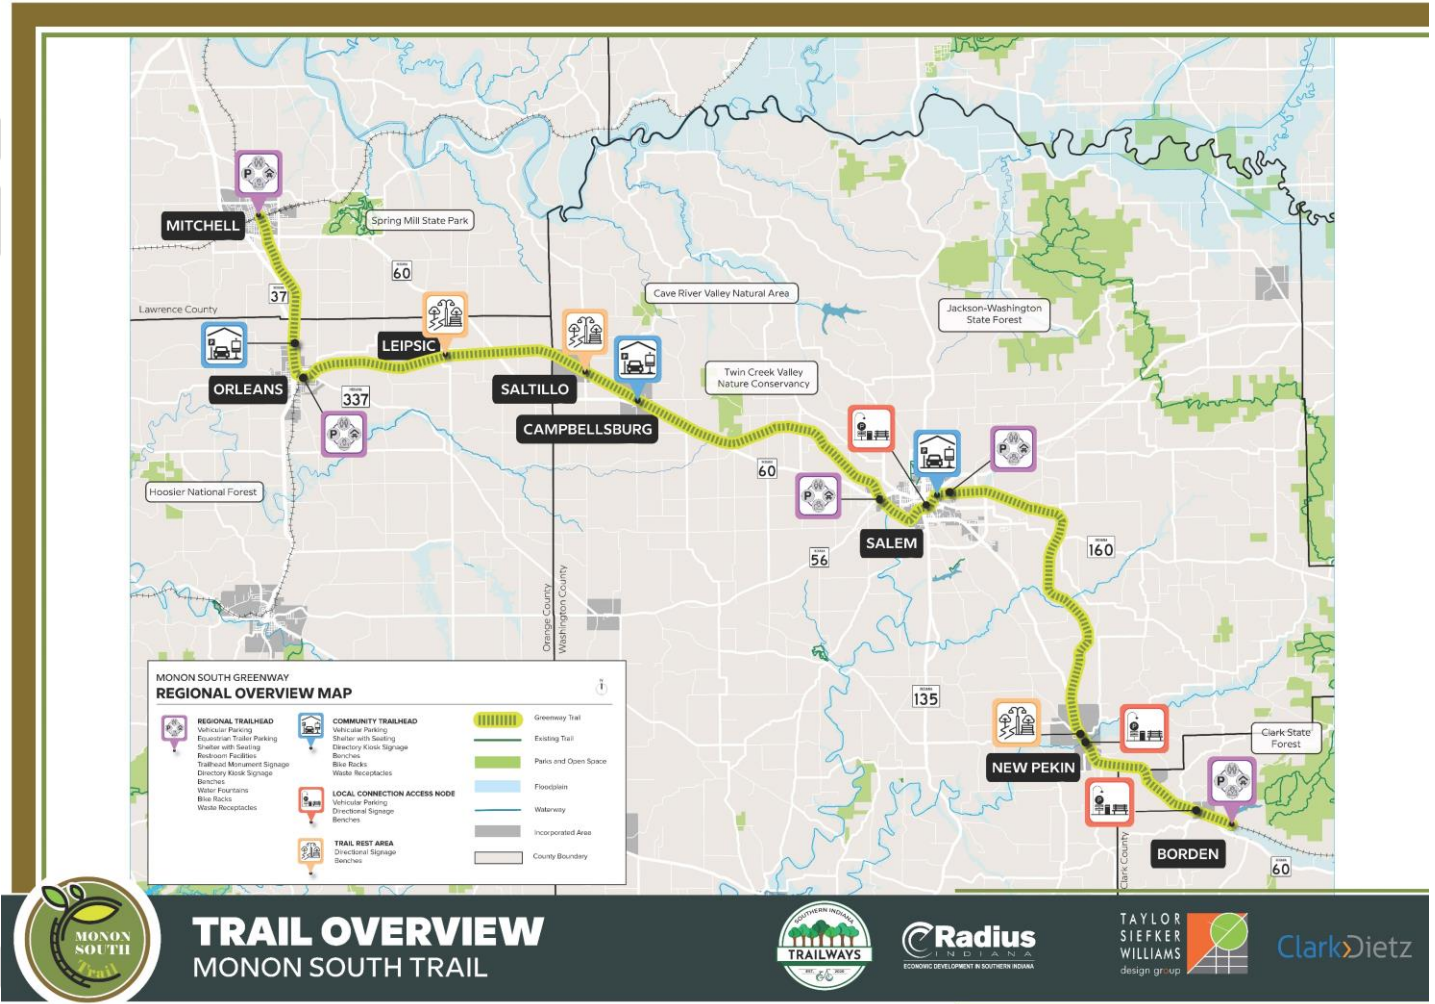 MITCHELL
Spring Mill State Park
60
37
Lawrence County
Cave River Valley Natural Area
Jackson-Washington
State Forest
LEIPSIC
ORLEANS
337
SALTILLO
Twin Creek Valley
Nature Conservancy
CAMPBELLSBURG
60
Hoosier National Forest
SALEM
56
160
Orange County
Washington County
135
NEW PEKIN
Clark State
Forest
BORDEN
60
Clark County
MONON SOUTH GREENWAY
REGIONAL OVERVIEW MAP
N
REGIONAL TRAILHEAD
Vehicular Parking
Equestrian Trailer Parking
Shelter with Seating
Restroom Facilities
Trailhead Monument Signage
Directory Kiosk Signage
Benches
Water Fountains
Bike Racks
Waste Receptacles
COMMUNITY TRAILHEAD
Vehicular Parking
Shelter with Seating
Directory Kiosk Signage
Benches
Bike Racks
Waste Receptacles
LOCAL CONNECTION ACCESS NODE
Vehicular Parking
Directional Signage
Benches
TRAIL REST AREA
Directional Signage
Benches
Greenway Trail
Existing Trail
Parks and Open Space
Floodplain
Waterway
Incorporated Area
County Boundary
MONON
SOUTH
Trail
TRAIL OVERVIEW
MONON SOUTH TRAIL
SOUTHERN INDIANA
TRAILWAYS
Radius
INDIANA
ECONOMIC DEVELOPMENT IN SOUTHERN INDIANA
TAYLOR
SIEFKER
WILLIAMS
design group
Clark Dietz